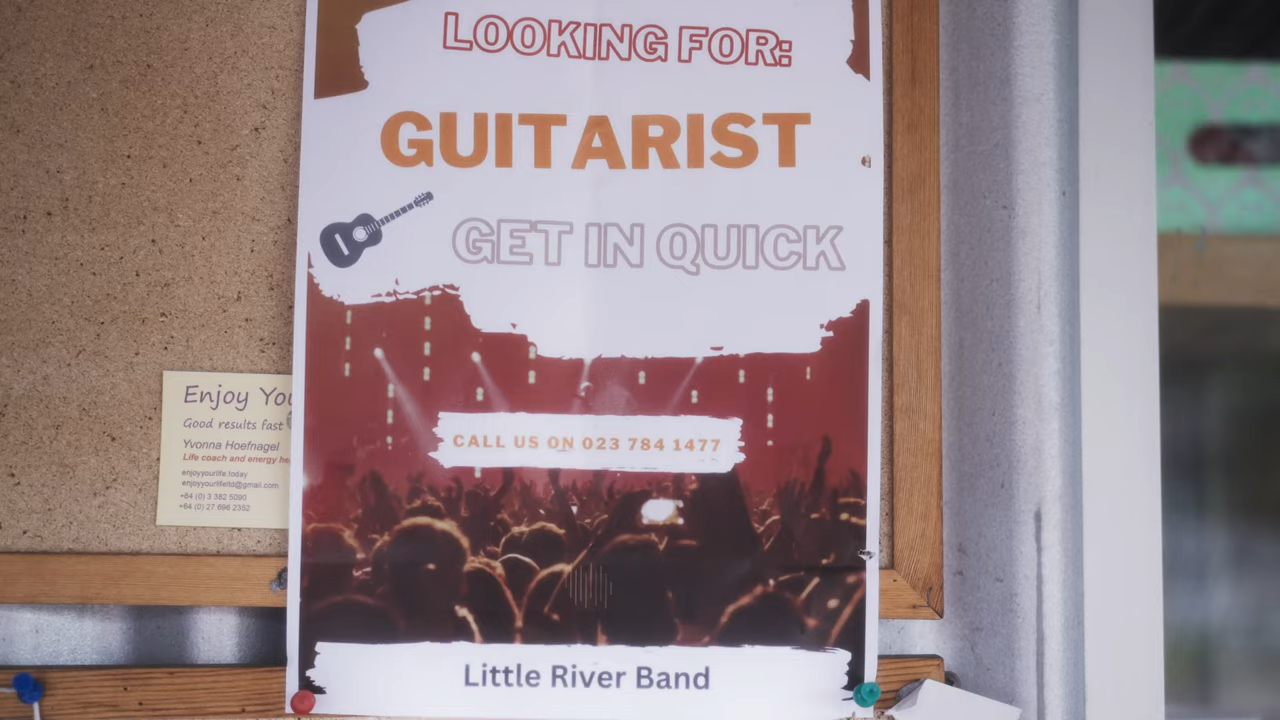 LOOKING FOR:
GUITARIST
GET IN QUICK
CALL US ON 023 784 1477
Little River Band
Enjoy You
Good results fast
Yvonna Hoefnagel
Life coach and energy he
enjoyyourlife.today
enjoyyourlifeltd@gmail.com
+64 (0) 3 382 5090
+64 (0) 27 696 2352